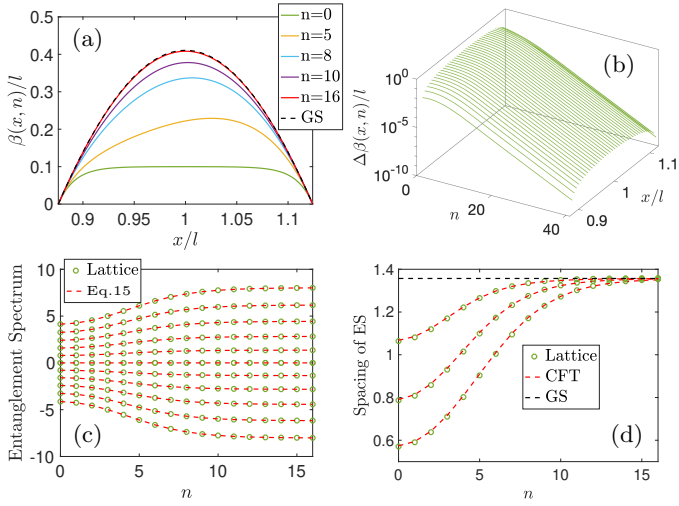 (a)
β(x, n)/l
0.5
0.4
0.3
0.2
0.1
0
0.9
0.95
1
1.05
1.1
x/l
n=0
n=5
n=8
n=10
n=16
GS
(b)
Δβ(x, n)/l
10^0
10^-5
10^-10
0
20
40
n
0.9
1
1.1
x/l
(c)
Entanglement Spectrum
10
5
0
-5
-10
0
5
10
15
n
Lattice
Eq.15
(d)
Spacing of ES
1.4
1.2
1
0.8
0.6
0
5
10
15
n
Lattice
CFT
GS